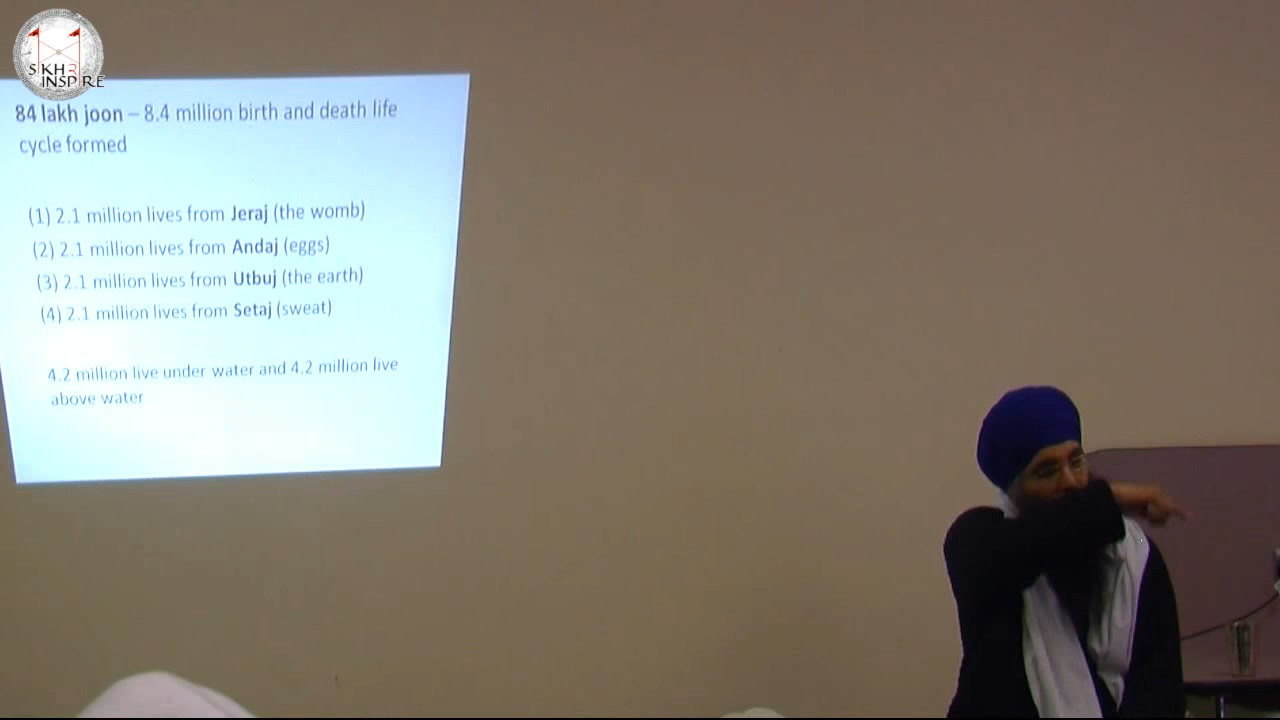 SIKH 2
INSPIRE
84 lakh joon – 8.4 million birth and death life
cycle formed
(1) 2.1 million lives from Jeraj (the womb)
(2) 2.1 million lives from Andaj (eggs)
(3) 2.1 million lives from Utbuj (the earth)
(4) 2.1 million lives from Setaj (sweat)
4.2 million live under water and 4.2 million live
above water